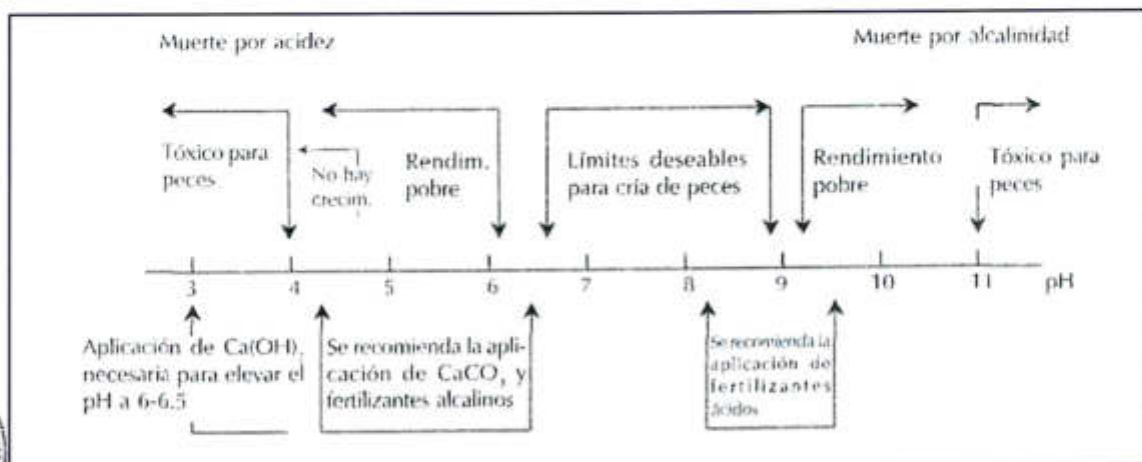 Muerte por acidez
Muerte por alcalinidad
Tóxico para
peces
No hay
crecim.
Rendim.
pobre
Límites deseables
para cría de peces
Rendimiento
pobre
Tóxico para
peces
3 4 5 6 7 8 9 10 11 pH
Aplicación de Ca(OH),
necesaria para elevar el
pH a 6-6.5
Se recomienda la apli-
cación de CaCO, y
fertilizantes alcalinos
Se recomienda la
aplicación de
fertilizantes
ácidos